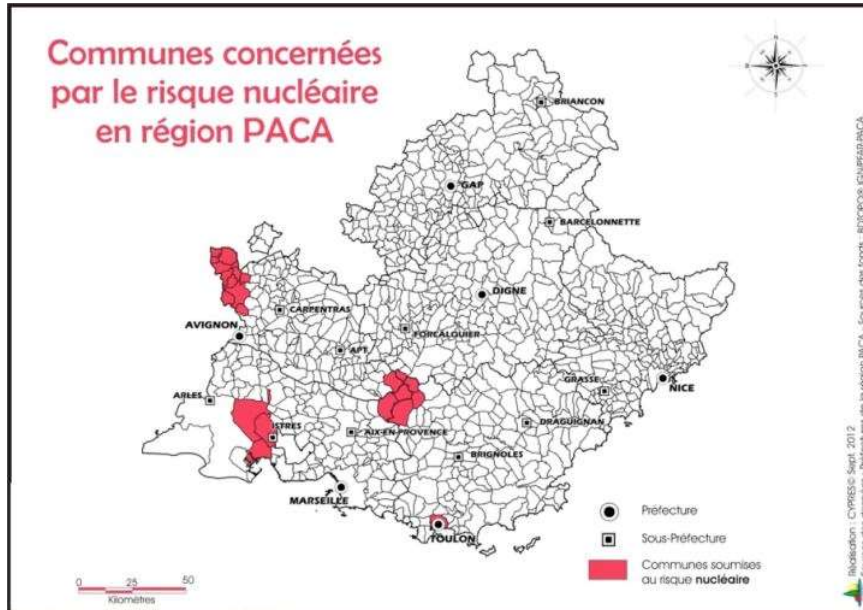 Communes concernées
par le risque nucléaire
en région PACA
N
BRIANCON
GAP
BARCELONNETTE
DIGNE
CARPENTRAS
AVIGNON
FORCALQUIER
APT
NICE
GRASSE
ARLES
ISTRES
DRAGUIGNAN
AIX-EN-PROVENCE
BRIGNOLES
MARSEILLE
TOULON
Préfecture
Sous-Préfecture
Communes soumises
au risque nucléaire
0 25 50
Kilomètres
Réalisation : CYPRES© Sept. 2012